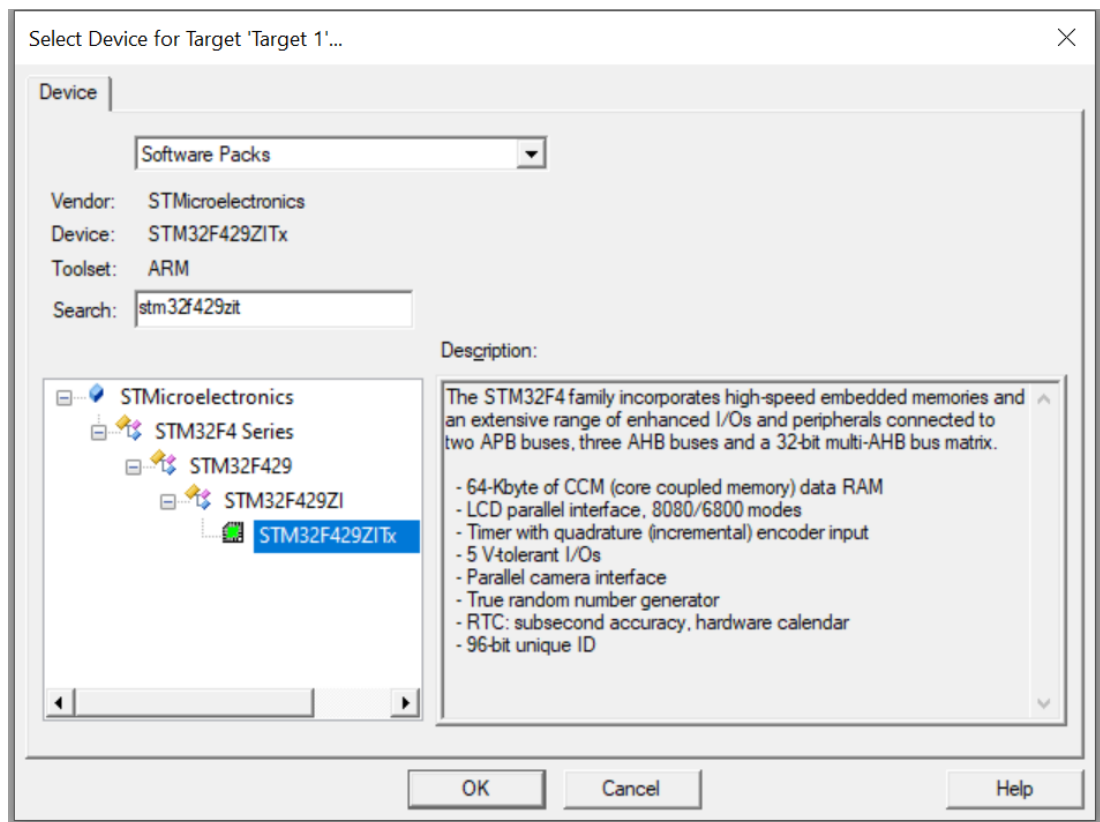 Select Device for Target 'Target 1'...
Device
Software Packs
Vendor: STMicroelectronics
Device: STM32F429ZITx
Toolset: ARM
Search: stm32f429zit
Description:
STMicroelectronics
STM32F4 Series
STM32F429
STM32F429ZI
STM32F429ZITx
The STM32F4 family incorporates high-speed embedded memories and
an extensive range of enhanced I/Os and peripherals connected to
two APB buses, three AHB buses and a 32-bit multi-AHB bus matrix.
- 64-Kbyte of CCM (core coupled memory) data RAM
- LCD parallel interface, 8080/6800 modes
- Timer with quadrature (incremental) encoder input
- 5 V-tolerant I/Os
- Parallel camera interface
- True random number generator
- RTC: subsecond accuracy, hardware calendar
- 96-bit unique ID
OK Cancel Help